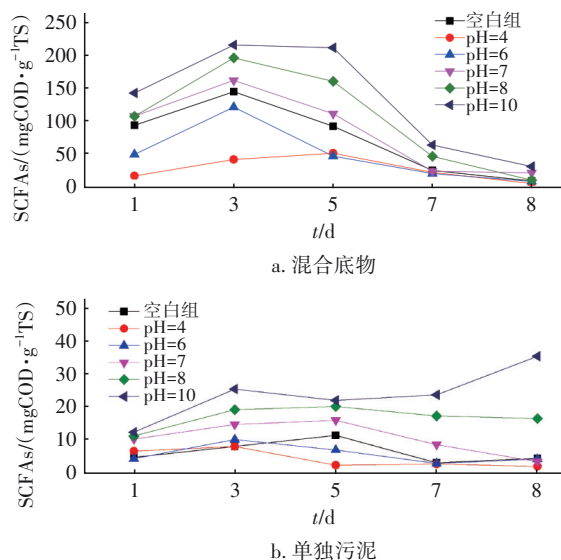 SCFAs/(mgCOD·g⁻¹TS)
250
200
150
100
50
0
空白组
pH=4
pH=6
pH=7
pH=8
pH=10
1 3 5 7 8
t/d
a. 混合底物
SCFAs/(mgCOD·g⁻¹TS)
50
40
30
20
10
0
空白组
pH=4
pH=6
pH=7
pH=8
pH=10
1 3 5 7 8
t/d
b. 单独污泥